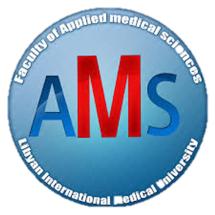 Faculty of Applied medical sciences
AMS
Libyan International Medical University